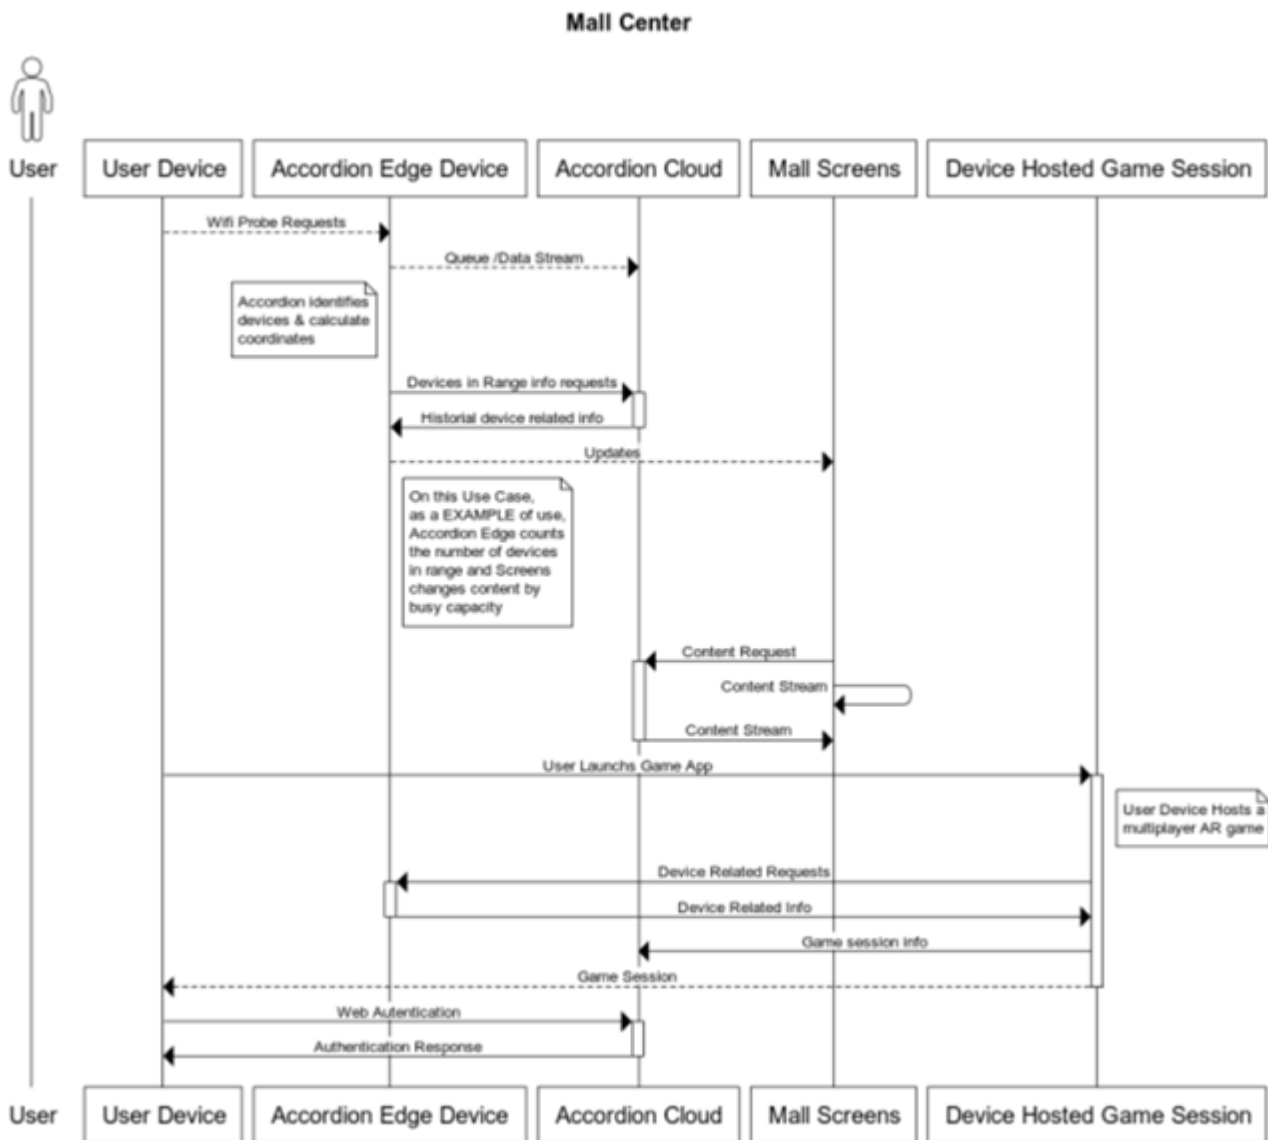 Mall Center
User
User Device
Accordion Edge Device
Accordion Cloud
Mall Screens
Device Hosted Game Session
Wifi Probe Requests
Queue /Data Stream
Accordion identifies
devices & calculate
coordinates
Devices in Range info requests
Historial device related info
Updates
On this Use Case,
as a EXAMPLE of use,
Accordion Edge counts
the number of devices
in range and Screens
changes content by
busy capacity
Content Request
Content Stream
Content Stream
User Launchs Game App
User Device Hosts a
multiplayer AR game
Device Related Requests
Device Related Info
Game session info
Game Session
Web Autentication
Authentication Response
User
User Device
Accordion Edge Device
Accordion Cloud
Mall Screens
Device Hosted Game Session